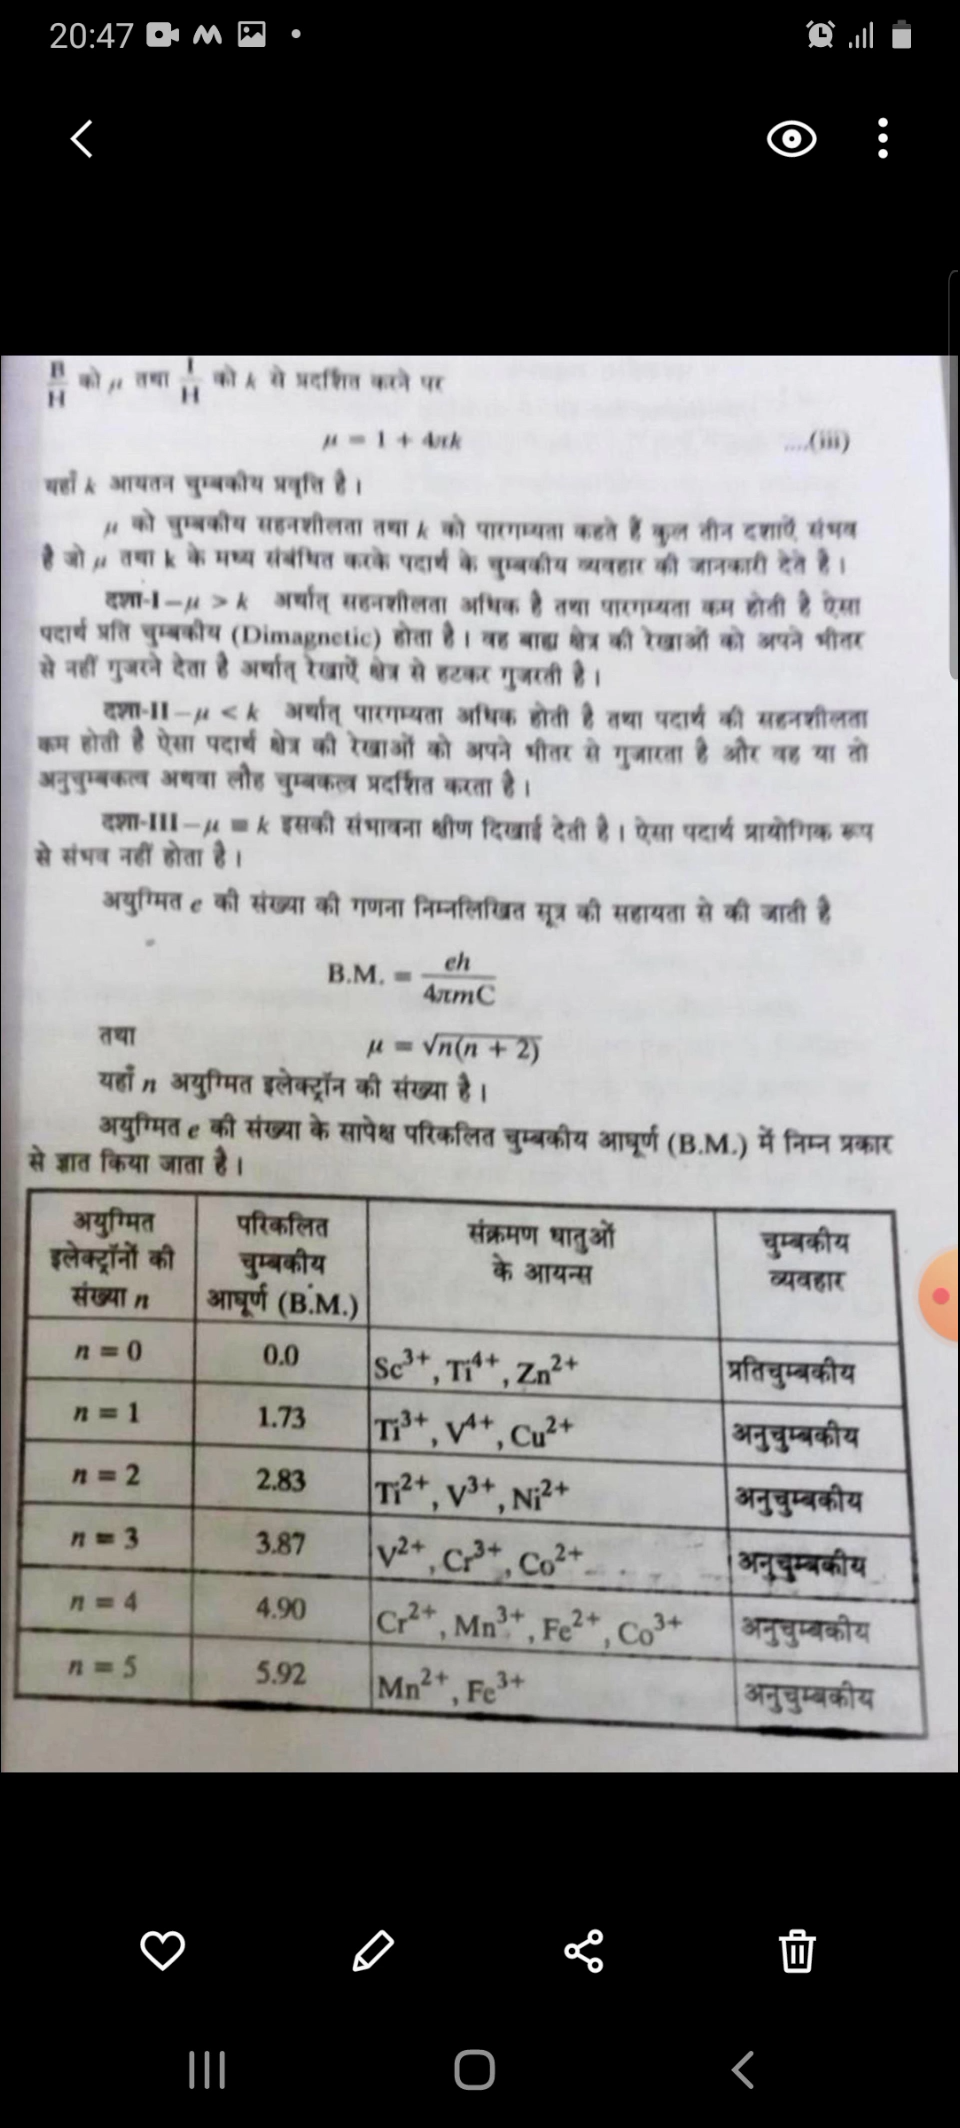 20:47
B/H को μ तथा I/H को k से प्रदर्शित करने पर
μ = 1 + 4πk ....(iii)
यहाँ k आयतन चुम्बकीय प्रवृत्ति है।
μ को चुम्बकीय सहनशीलता तथा k को पारगम्यता कहते हैं कुल तीन दशाऐं संभव
है जो μ तथा k के मध्य संबंधित करके पदार्थ के चुम्बकीय व्यवहार की जानकारी देते है।
दशा-I – μ > k अर्थात् सहनशीलता अधिक है तथा पारगम्यता कम होती है ऐसा
पदार्थ प्रति चुम्बकीय (Dimagnetic) होता है। वह बाह्य क्षेत्र की रेखाओं को अपने भीतर
से नहीं गुजरने देता है अर्थात् रेखाऐं क्षेत्र से हटकर गुजरती है।
दशा-II – μ < k अर्थात् पारगम्यता अधिक होती है तथा पदार्थ की सहनशीलता
कम होती है ऐसा पदार्थ क्षेत्र की रेखाओं को अपने भीतर से गुजारता है और वह या तो
अनुचुम्बकत्व अथवा लौह चुम्बकत्व प्रदर्शित करता है।
दशा-III – μ = k इसकी संभावना क्षीण दिखाई देती है। ऐसा पदार्थ प्रायोगिक रूप
से संभव नहीं होता है।
अयुग्मित e की संख्या की गणना निम्नलिखित सूत्र की सहायता से की जाती है
B.M. = eh/4πmC
तथा μ = √n(n + 2)
यहाँ n अयुग्मित इलेक्ट्रॉन की संख्या है।
अयुग्मित e की संख्या के सापेक्ष परिकलित चुम्बकीय आघूर्ण (B.M.) में निम्न प्रकार
से ज्ञात किया जाता है।
अयुग्मित इलेक्ट्रॉनों की संख्या n परिकलित चुम्बकीय आघूर्ण (B.M.) संक्रमण धातुओं के आयन्स चुम्बकीय व्यवहार
n = 0 0.0 Sc³⁺, Ti⁴⁺, Zn²⁺ प्रतिचुम्बकीय
n = 1 1.73 Ti³⁺, V⁴⁺, Cu²⁺ अनुचुम्बकीय
n = 2 2.83 Ti²⁺, V³⁺, Ni²⁺ अनुचुम्बकीय
n = 3 3.87 V²⁺, Cr³⁺, Co²⁺ अनुचुम्बकीय
n = 4 4.90 Cr²⁺, Mn³⁺, Fe²⁺, Co³⁺ अनुचुम्बकीय
n = 5 5.92 Mn²⁺, Fe³⁺ अनुचुम्बकीय